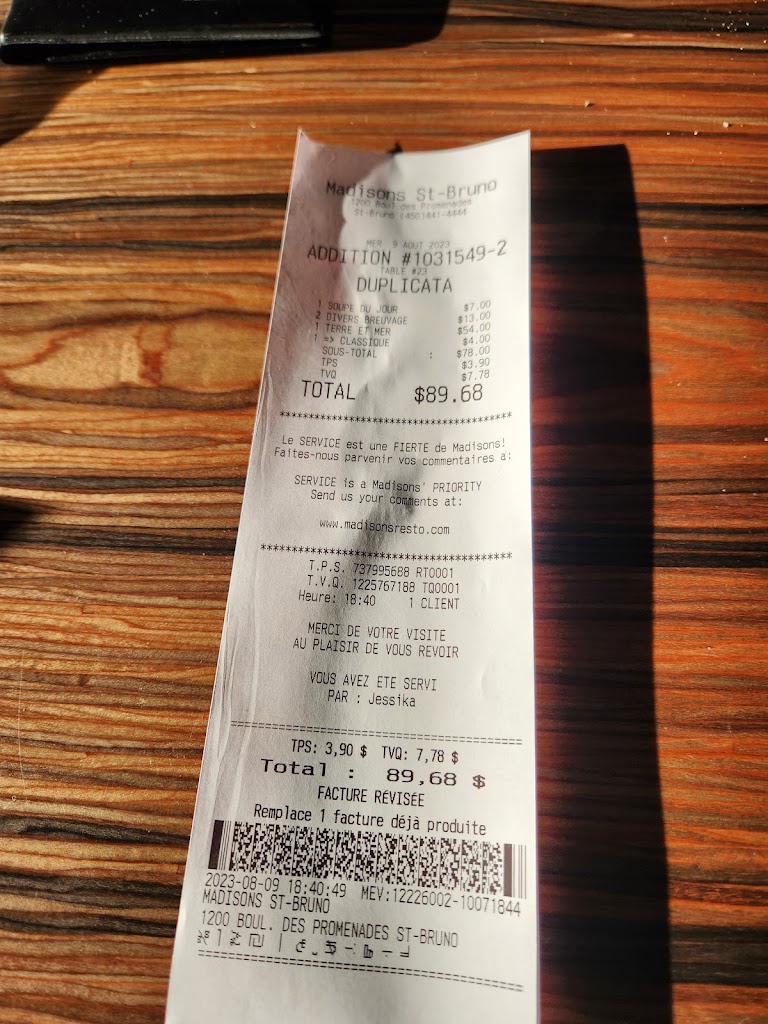 Madisons St-Bruno
1200 Boul des Promenades
St-Bruno (450)441-4444
MER 9 AOUT 2023
ADDITION #1031549-2
TABLE #23
DUPLICATA
1 SOUPE DU JOUR $7.00
2 DIVERS BREUVAGE $13.00
1 TERRE ET MER $54.00
1 => CLASSIQUE $4.00
SOUS-TOTAL : $78.00
TPS $3.90
TVQ $7.78
TOTAL $89.68
****************************************
Le SERVICE est une FIERTE de Madisons!
Faites-nous parvenir vos commentaires a:
SERVICE is a Madisons' PRIORITY
Send us your comments at:
www.madisonsresto.com
****************************************
T.P.S. 737995688 RT0001
T.V.Q. 1225767188 TQ0001
Heure: 18:40 1 CLIENT
MERCI DE VOTRE VISITE
AU PLAISIR DE VOUS REVOIR
VOUS AVEZ ETE SERVI
PAR : Jessika
==========================================
TPS: 3,90 $ TVQ: 7,78 $
Total : 89,68 $
FACTURE RÉVISÉE
Remplace 1 facture déjà produite
2023-08-09 18:40:49 MEV:12226002-10071844
MADISONS ST-BRUNO
1200 BOUL. DES PROMENADES ST-BRUNO
==========================================